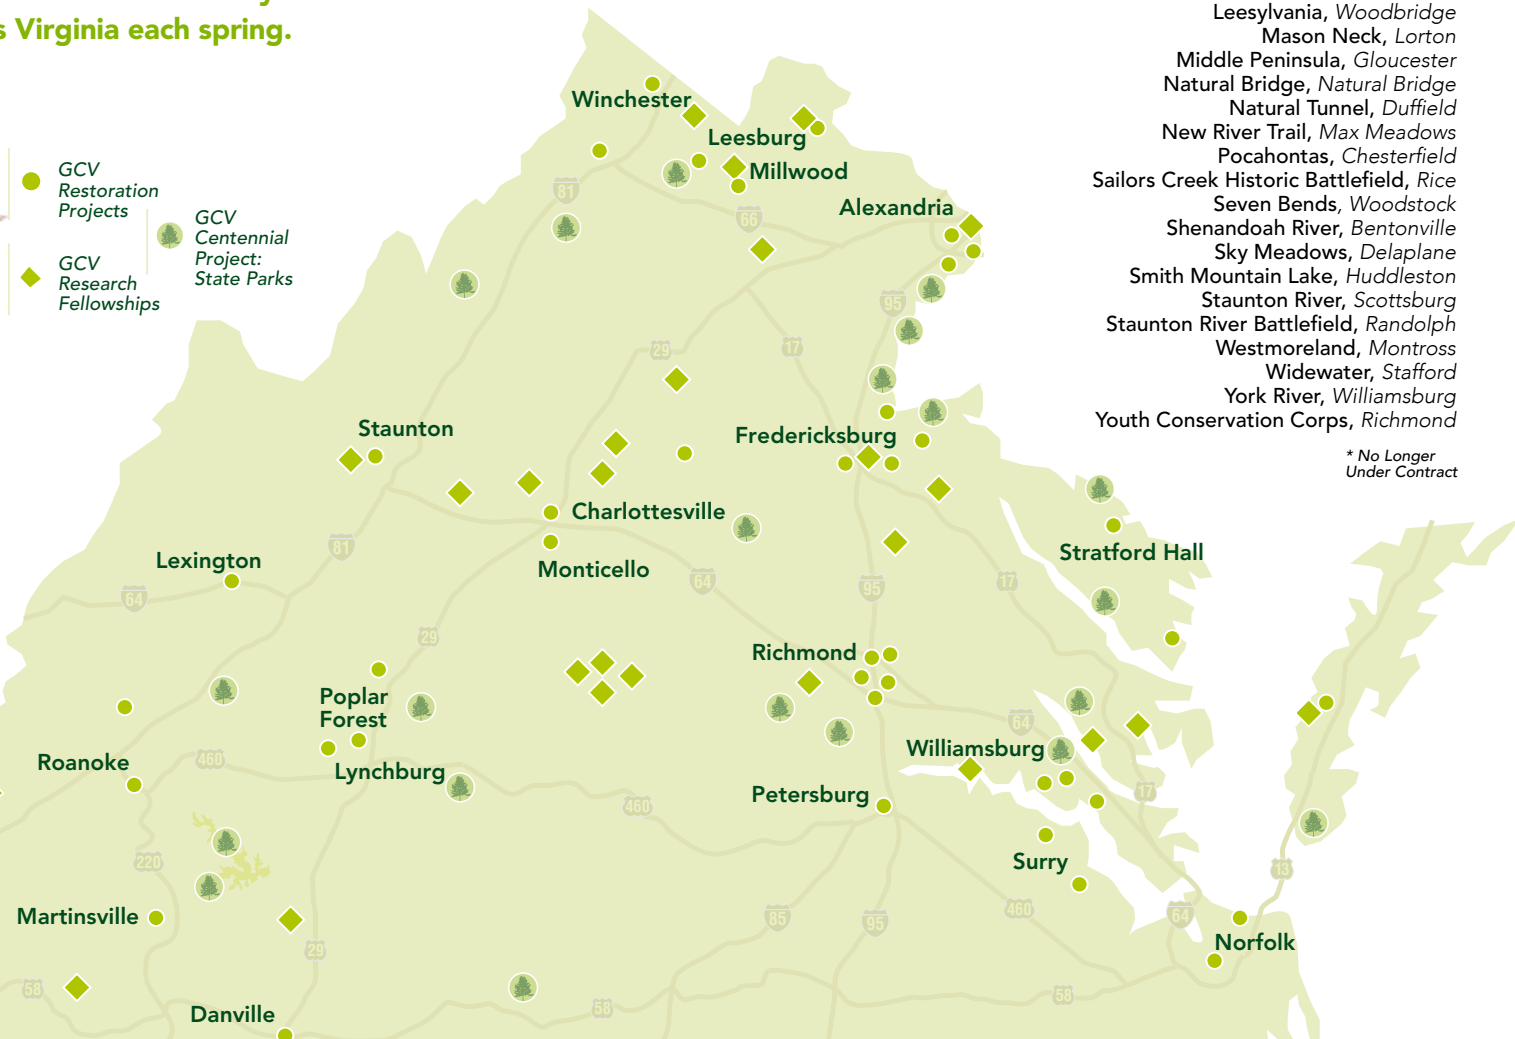 s Virginia each spring.
GCV
Restoration
Projects
GCV
Research
Fellowships
GCV
Centennial
Project:
State Parks
Leesylvania, Woodbridge
Mason Neck, Lorton
Middle Peninsula, Gloucester
Natural Bridge, Natural Bridge
Natural Tunnel, Duffield
New River Trail, Max Meadows
Pocahontas, Chesterfield
Sailors Creek Historic Battlefield, Rice
Seven Bends, Woodstock
Shenandoah River, Bentonville
Sky Meadows, Delaplane
Smith Mountain Lake, Huddleston
Staunton River, Scottsburg
Staunton River Battlefield, Randolph
Westmoreland, Montross
Widewater, Stafford
York River, Williamsburg
Youth Conservation Corps, Richmond
* No Longer
Under Contract
Winchester
Leesburg
Millwood
81
Alexandria
66
95
29
17
Staunton
Fredericksburg
Charlottesville
81
Lexington
Stratford Hall
Monticello
64
64
95
17
29
Richmond
Poplar
Forest
64
Williamsburg
Roanoke
460
Lynchburg
17
Petersburg
460
220
Surry
13
Martinsville
85
95
460
64
29
Norfolk
58
58
58
Danville